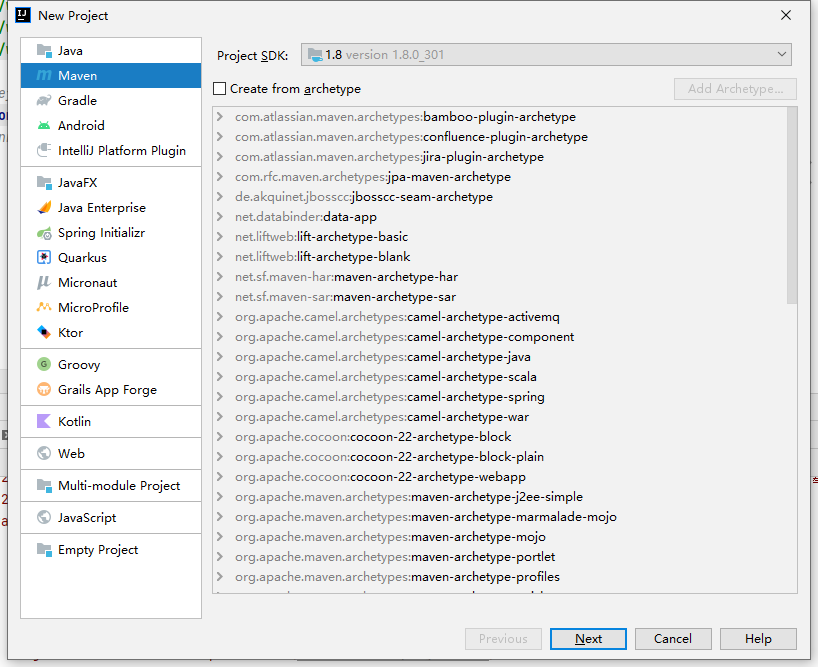 New Project
Java
Maven
Gradle
Android
IntelliJ Platform Plugin
JavaFX
Java Enterprise
Spring Initializr
Quarkus
Micronaut
MicroProfile
Ktor
Groovy
Grails App Forge
Kotlin
Web
Multi-module Project
JavaScript
Empty Project
Project SDK: 1.8 version 1.8.0_301
Create from archetype
Add Archetype...
com.atlassian.maven.archetypes:bamboo-plugin-archetype
com.atlassian.maven.archetypes:confluence-plugin-archetype
com.atlassian.maven.archetypes:jira-plugin-archetype
com.rfc.maven.archetypes:jpa-maven-archetype
de.akquinet.jbosscc:jbosscc-seam-archetype
net.databinder:data-app
net.liftweb:lift-archetype-basic
net.liftweb:lift-archetype-blank
net.sf.maven-har:maven-archetype-har
net.sf.maven-sar:maven-archetype-sar
org.apache.camel.archetypes:camel-archetype-activemq
org.apache.camel.archetypes:camel-archetype-component
org.apache.camel.archetypes:camel-archetype-java
org.apache.camel.archetypes:camel-archetype-scala
org.apache.camel.archetypes:camel-archetype-spring
org.apache.camel.archetypes:camel-archetype-war
org.apache.cocoon:cocoon-22-archetype-block
org.apache.cocoon:cocoon-22-archetype-block-plain
org.apache.cocoon:cocoon-22-archetype-webapp
org.apache.maven.archetypes:maven-archetype-j2ee-simple
org.apache.maven.archetypes:maven-archetype-marmalade-mojo
org.apache.maven.archetypes:maven-archetype-mojo
org.apache.maven.archetypes:maven-archetype-portlet
org.apache.maven.archetypes:maven-archetype-profiles
Previous
Next
Cancel
Help